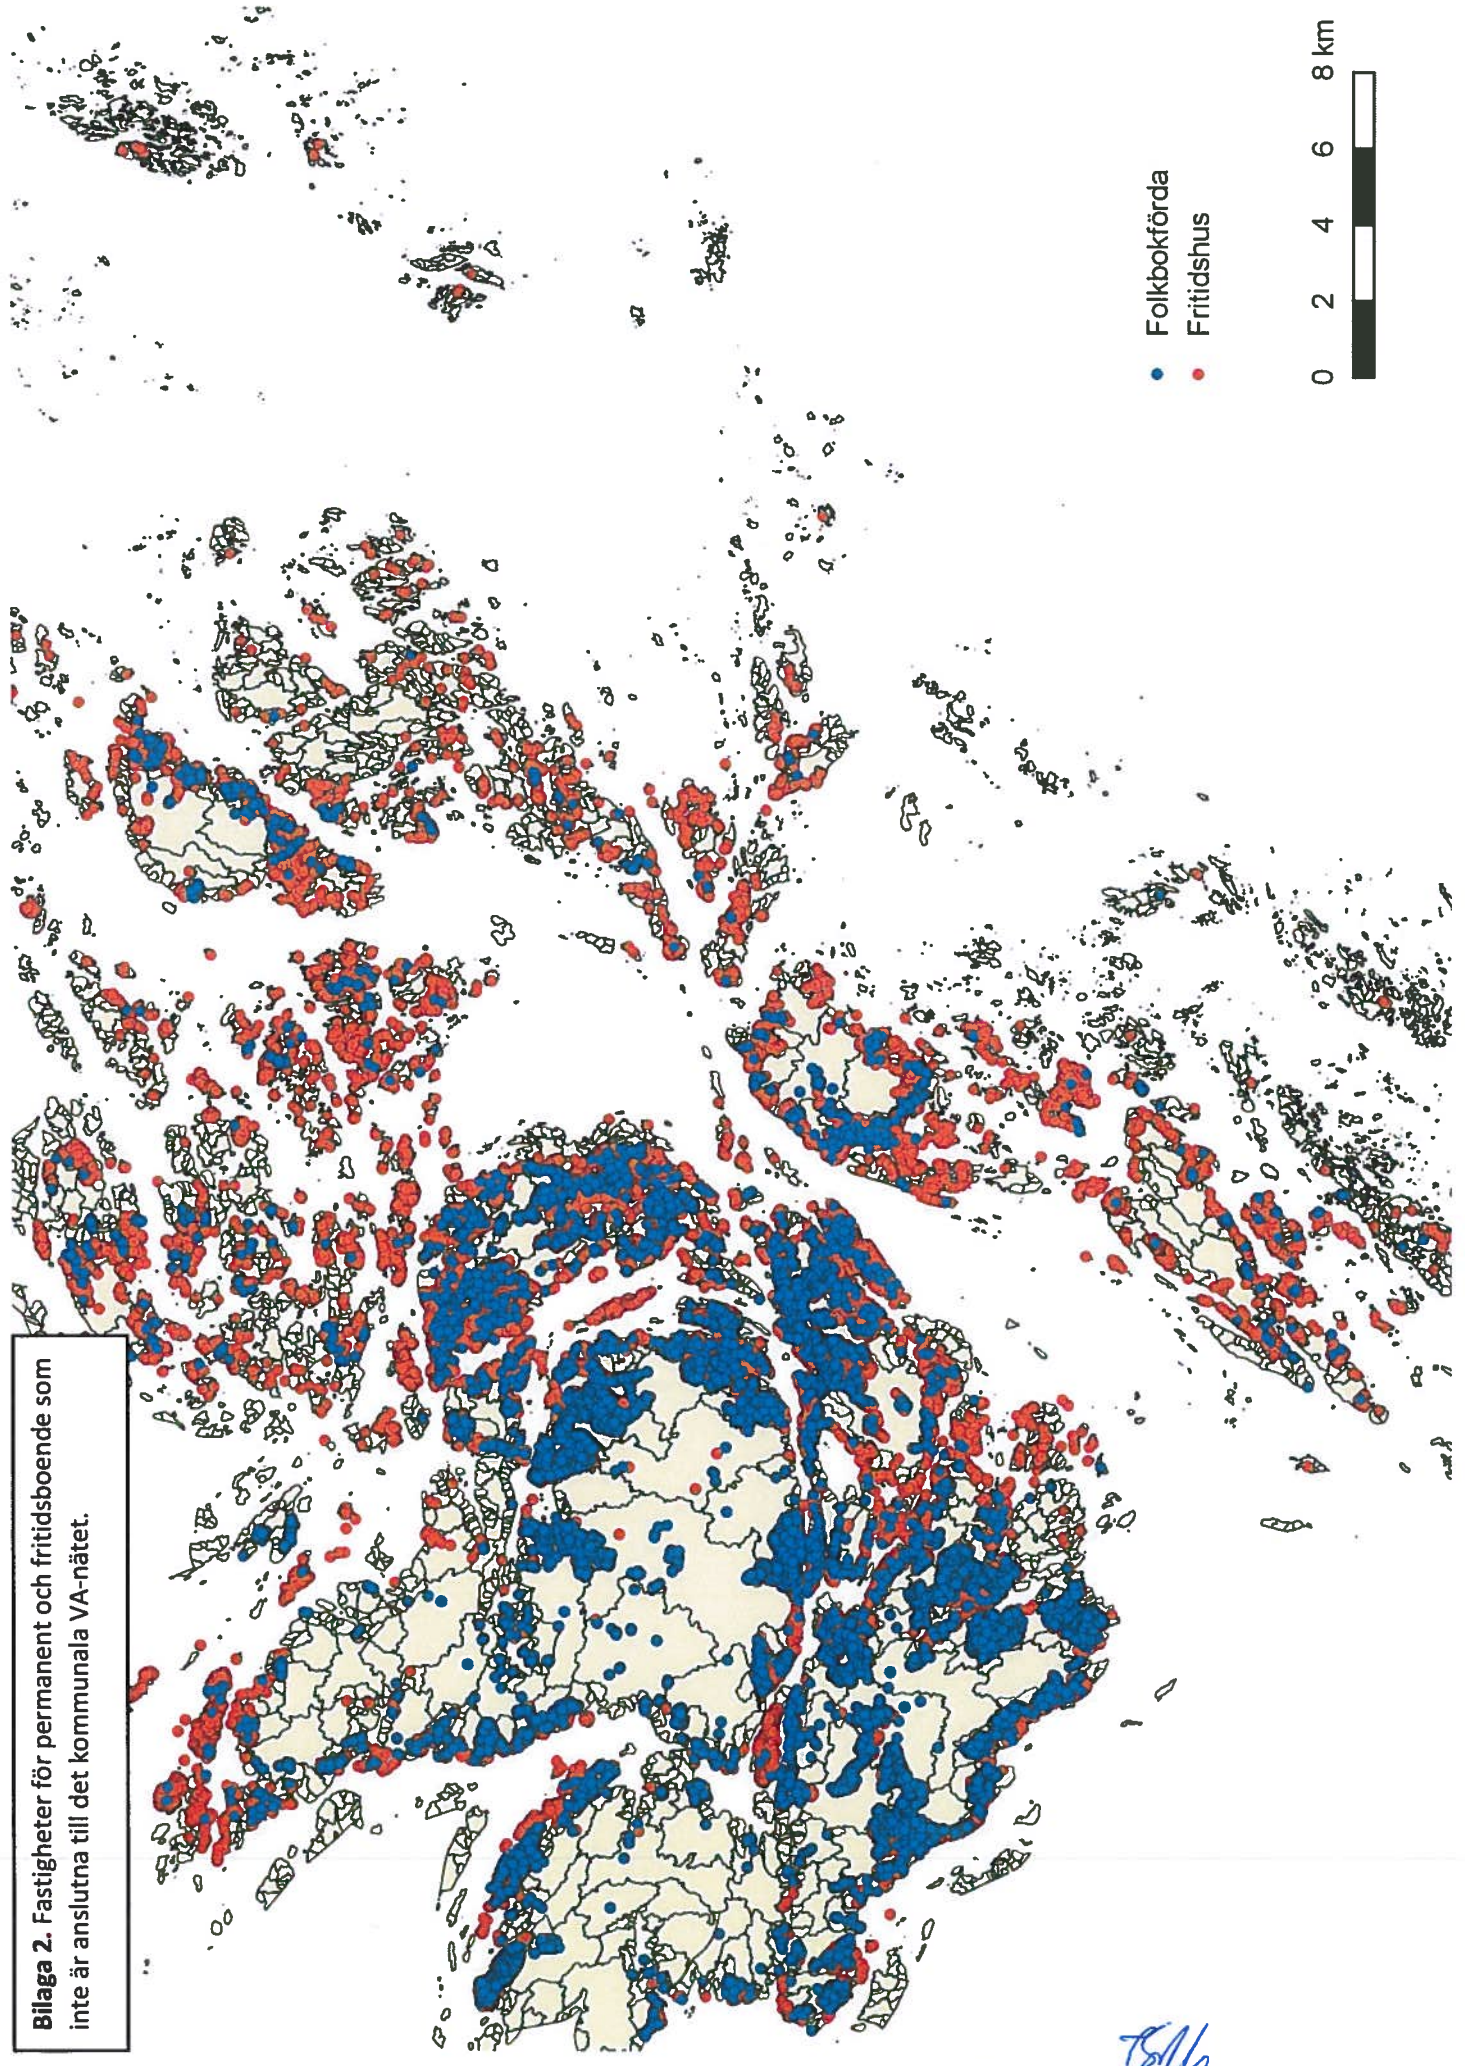 Bilaga 2. Fastigheter för permanent och fritidsboende som
inte är anslutna till det kommunala VA-nätet.
Folkbokförda
Fritidshus
0 2 4 6 8 km